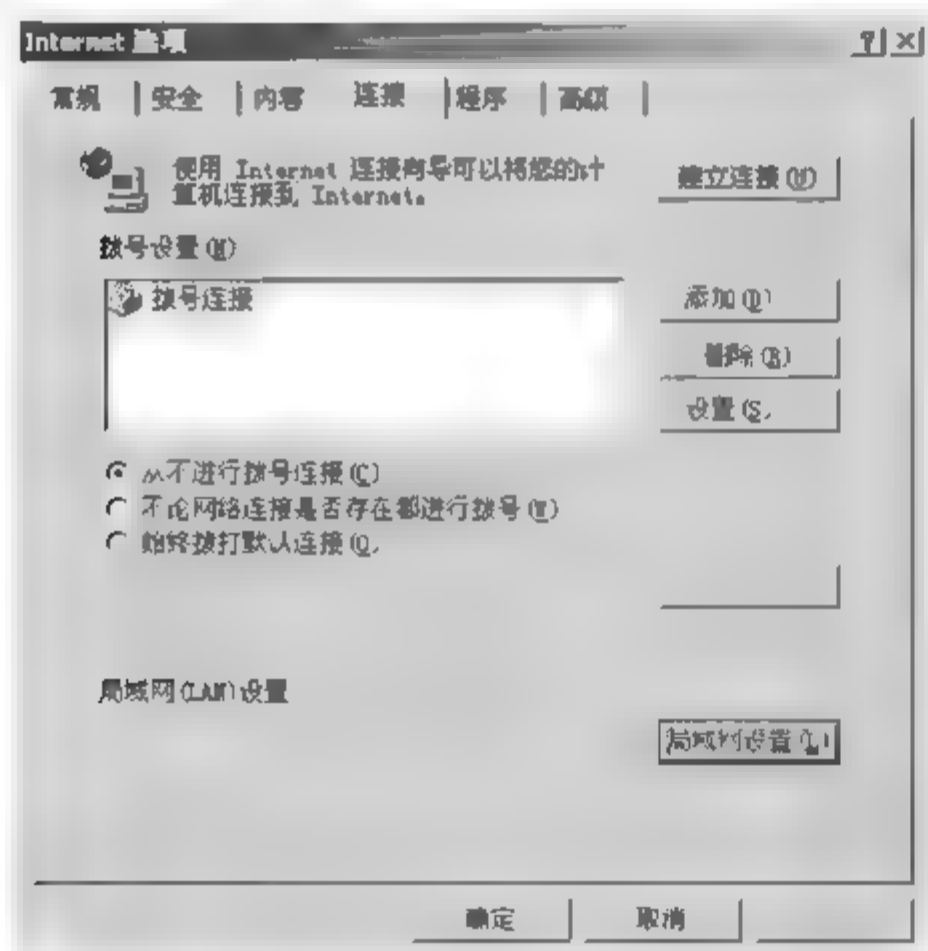 Internet 选项
常规 安全 内容 连接 程序 高级
使用 Internet 连接向导可以将您的计
算机连接到 Internet。
建立连接(U)
拨号设置(N)
拨号连接
添加(D)
删除(R)
设置(S)
从不进行拨号连接(C)
不论网络连接是否存在都进行拨号(W)
始终拨打默认连接(O)
局域网(LAN)设置
局域网设置(L)
确定 取消